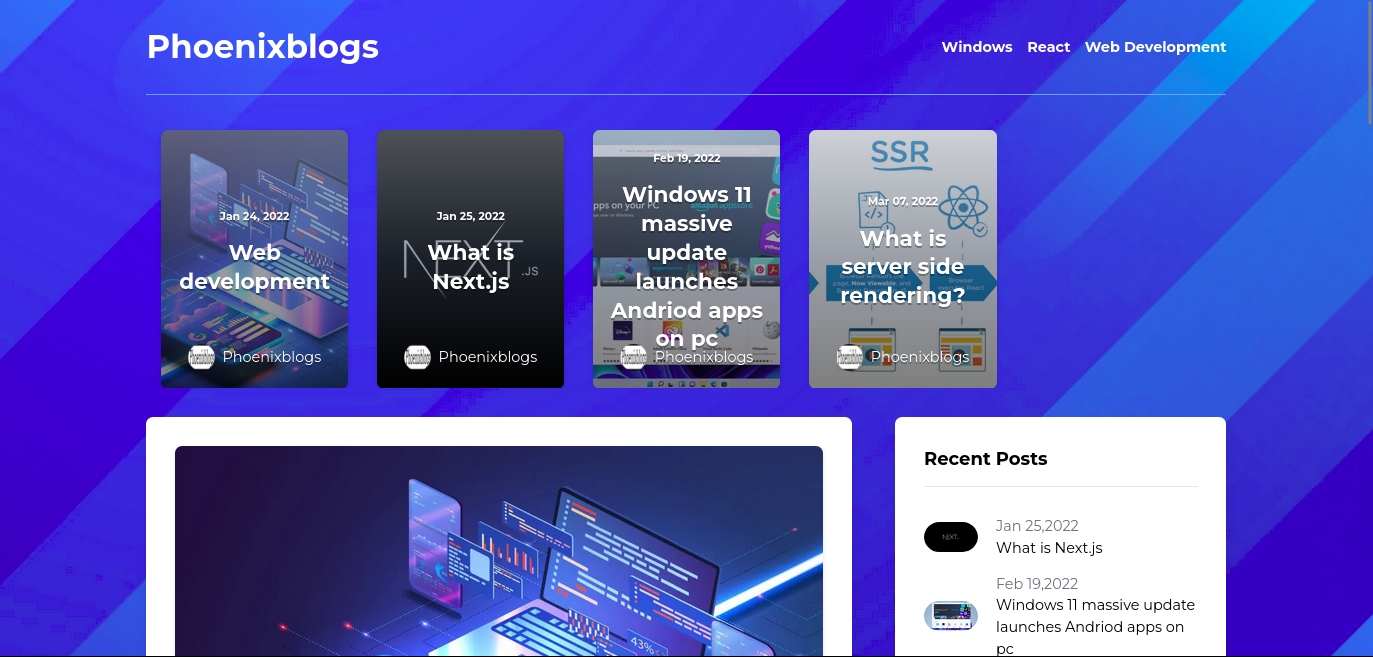 Phoenixblogs
Windows React Web Development
Jan 24, 2022
Web
development
Phoenixblogs
Jan 25, 2022
NEXT.JS
What is
Next.js
Phoenixblogs
Feb 19, 2022
Windows 11
massive
update
launches
Andriod apps
on pc
Phoenixblogs
SSR
Mar 07, 2022
What is
server side
rendering?
Phoenixblogs
43%
Recent Posts
Jan 25,2022
What is Next.js
Feb 19,2022
Windows 11 massive update
launches Andriod apps on
pc